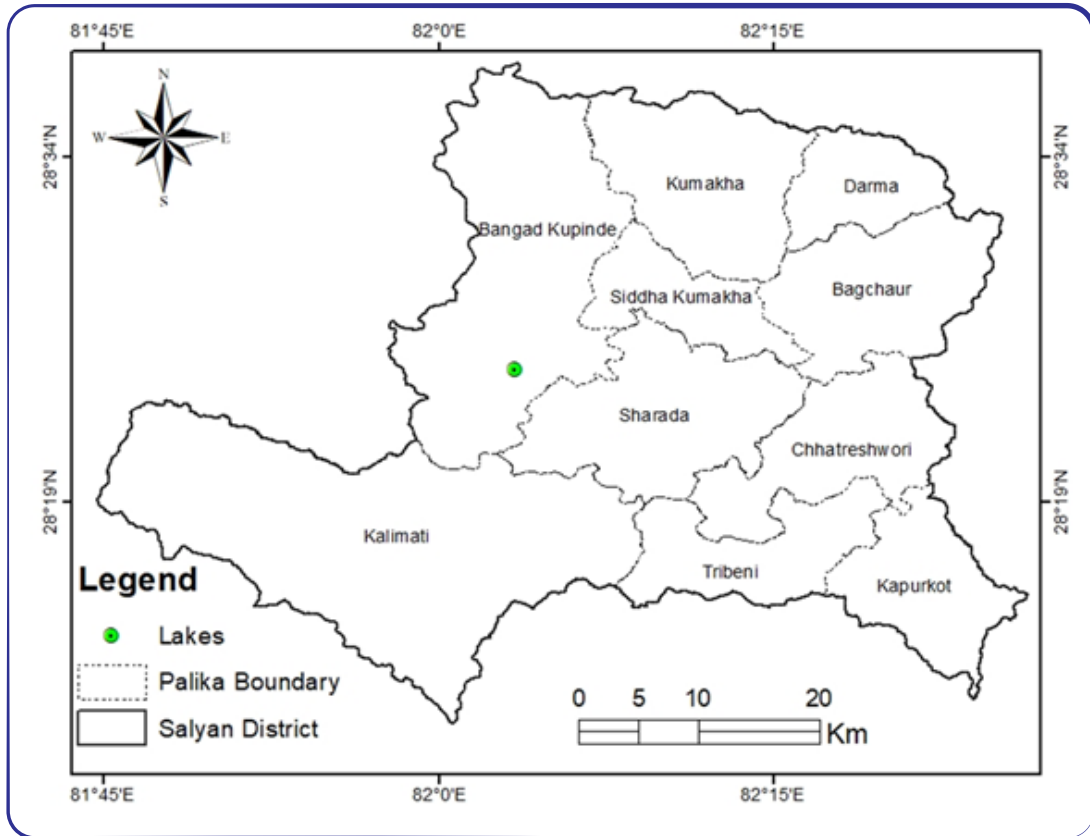 81°45'E 82°0'E 82°15'E
N
W E
S
28°34'N 28°34'N
Kumakha
Darma
Bangad Kupinde
Siddha Kumakha
Bagchaur
Sharada
Chhatreshwori
28°19'N 28°19'N
Kalimati
Tribeni
Kapurkot
Legend
Lakes
Palika Boundary
Salyan District
0 5 10 20
Km
81°45'E 82°0'E 82°15'E